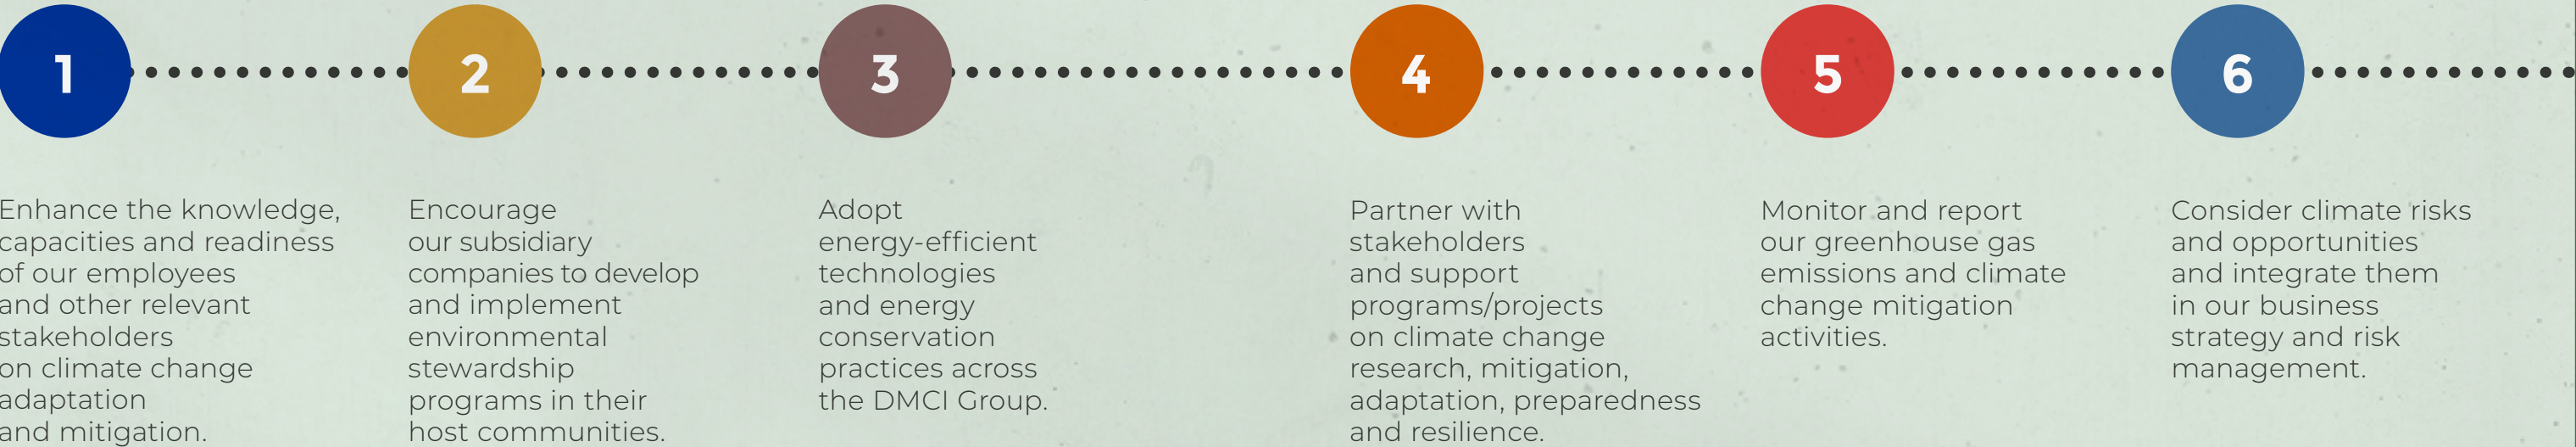 1
Enhance the knowledge,
capacities and readiness
of our employees
and other relevant
stakeholders
on climate change
adaptation
and mitigation.
2
Encourage
our subsidiary
companies to develop
and implement
environmental
stewardship
programs in their
host communities.
3
Adopt
energy-efficient
technologies
and energy
conservation
practices across
the DMCI Group.
4
Partner with
stakeholders
and support
programs/projects
on climate change
research, mitigation,
adaptation, preparedness
and resilience.
5
Monitor and report
our greenhouse gas
emissions and climate
change mitigation
activities.
6
Consider climate risks
and opportunities
and integrate them
in our business
strategy and risk
management.